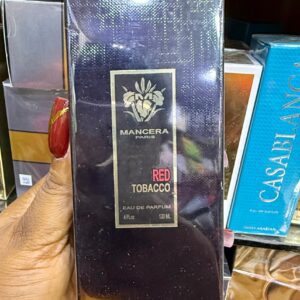 MANCERA
PARIS
RED
TOBACCO
EAU DE PARFUM
4 Fl.oz 120 ML
CASABLANCA